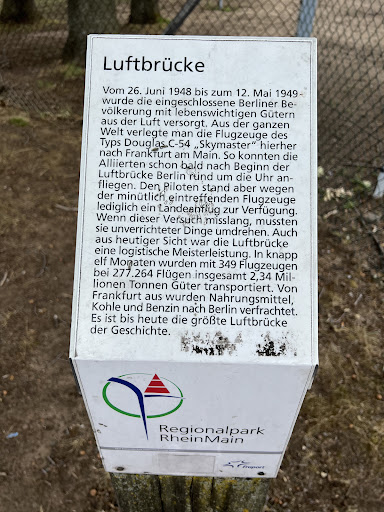 Luftbrücke
Vom 26. Juni 1948 bis zum 12. Mai 1949
wurde die eingeschlossene Berliner Be-
völkerung mit lebenswichtigen Gütern
aus der Luft versorgt. Aus der ganzen
Welt verlegte man die Flugzeuge des
Typs Douglas C-54 „Skymaster" hierher
nach Frankfurt am Main. So konnten die
Alliierten schon bald nach Beginn der
Luftbrücke Berlin rund um die Uhr an-
fliegen. Den Piloten stand aber wegen
der minütlich eintreffenden Flugzeuge
lediglich ein Landeanflug zur Verfügung.
Wenn dieser Versuch misslang, mussten
sie unverrichteter Dinge umdrehen. Auch
aus heutiger Sicht war die Luftbrücke
eine logistische Meisterleistung. In knapp
elf Monaten wurden mit 349 Flugzeugen
bei 277.264 Flügen insgesamt 2,34 Mil-
lionen Tonnen Güter transportiert. Von
Frankfurt aus wurden Nahrungsmittel,
Kohle und Benzin nach Berlin verfrachtet.
Es ist bis heute die größte Luftbrücke
der Geschichte.
Regionalpark
RheinMain
Fraport